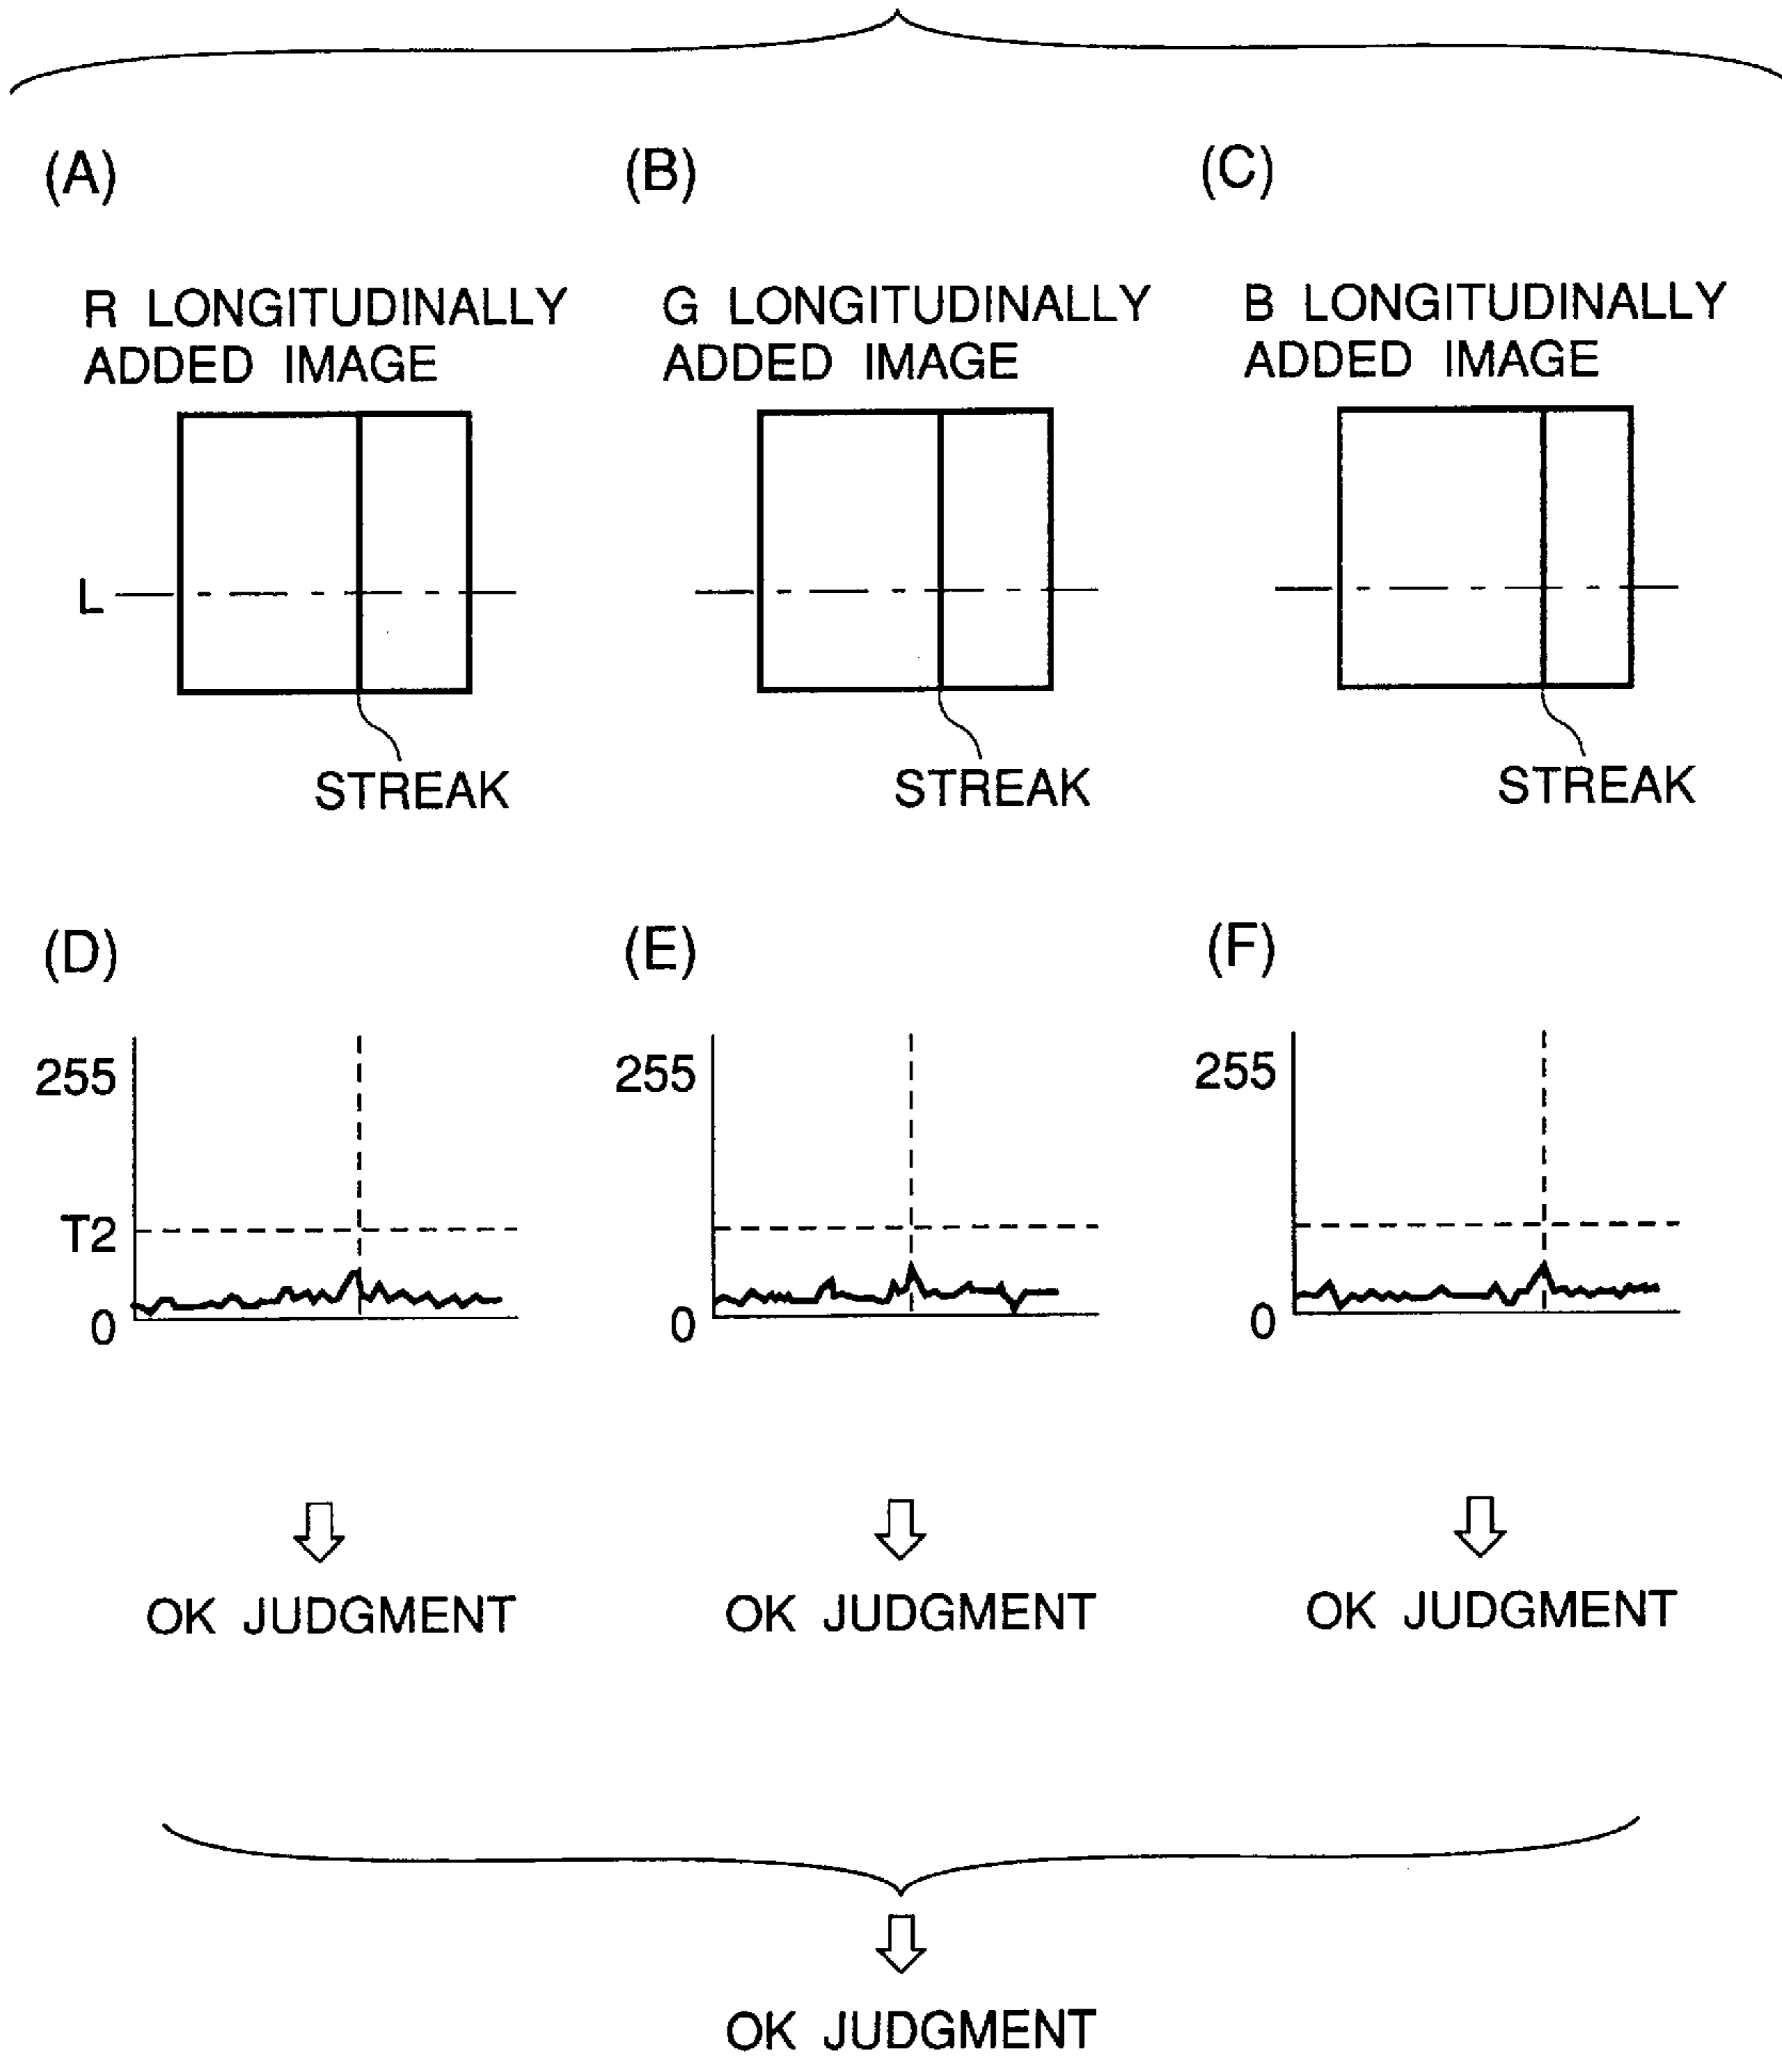 (A)
(B)
(C)
R LONGITUDINALLY
ADDED IMAGE
G LONGITUDINALLY
ADDED IMAGE
B LONGITUDINALLY
ADDED IMAGE
L
STREAK
STREAK
STREAK
(D)
(E)
(F)
255
T2
0
255
0
255
0
OK JUDGMENT
OK JUDGMENT
OK JUDGMENT
OK JUDGMENT